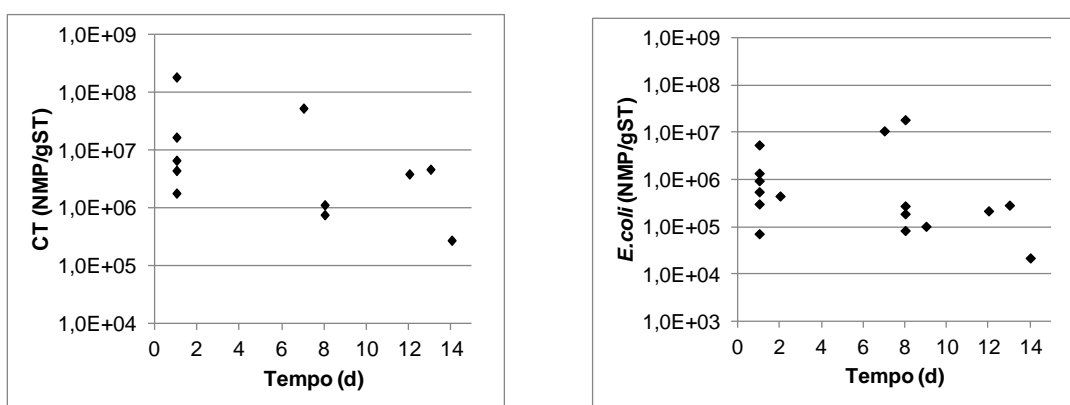 CT (NMP/gST)
1,0E+09
1,0E+08
1,0E+07
1,0E+06
1,0E+05
1,0E+04
0 2 4 6 8 10 12 14
Tempo (d)
E.coli (NMP/gST)
1,0E+09
1,0E+08
1,0E+07
1,0E+06
1,0E+05
1,0E+04
1,0E+03
0 2 4 6 8 10 12 14
Tempo (d)